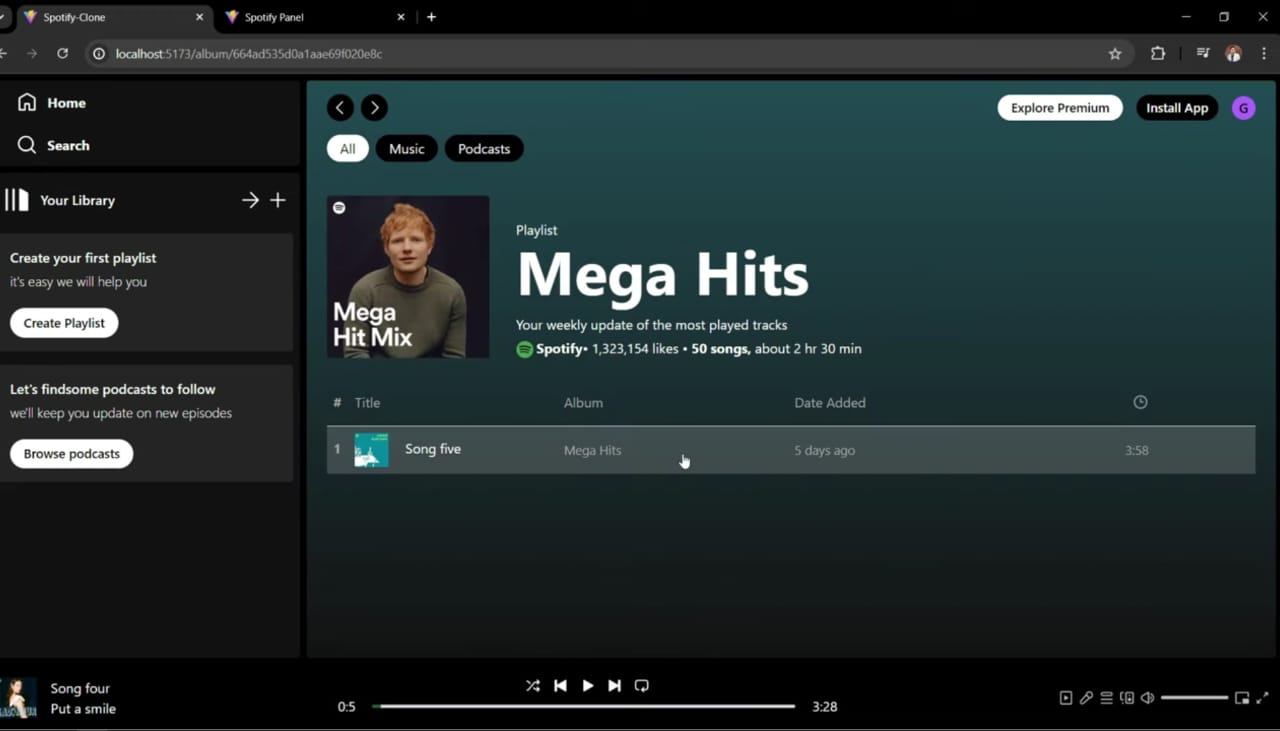 Spotify-Clone
Spotify Panel
localhost:5173/album/664ad535d0a1aae69f020e8c
Home
Search
Your Library
Create your first playlist
it's easy we will help you
Create Playlist
Let's findsome podcasts to follow
we'll keep you update on new episodes
Browse podcasts
Explore Premium
Install App
G
All
Music
Podcasts
Mega
Hit Mix
Playlist
Mega Hits
Your weekly update of the most played tracks
Spotify• 1,323,154 likes • 50 songs, about 2 hr 30 min
# Title Album Date Added
1 Song five Mega Hits 5 days ago 3:58
Song four
Put a smile
0:5
3:28